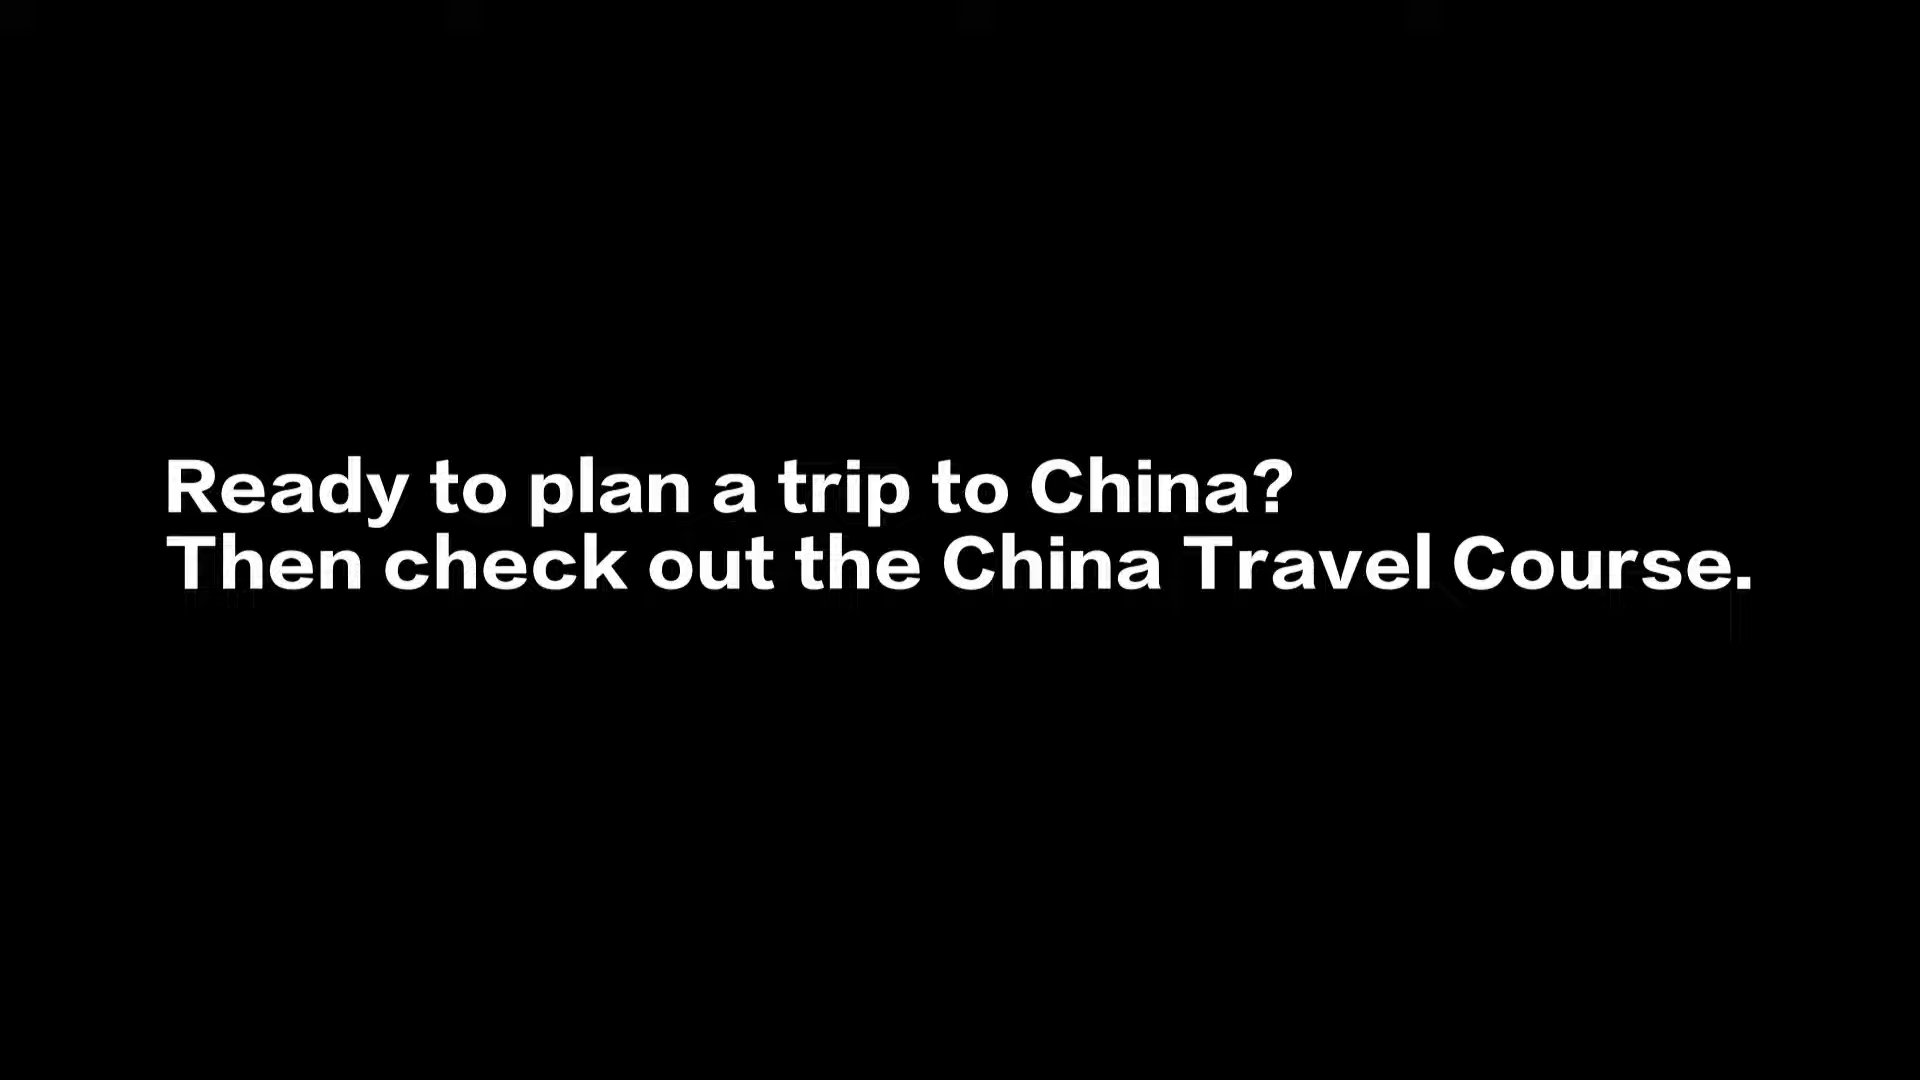 Ready to plan a trip to China?
Then check out the China Travel Course.